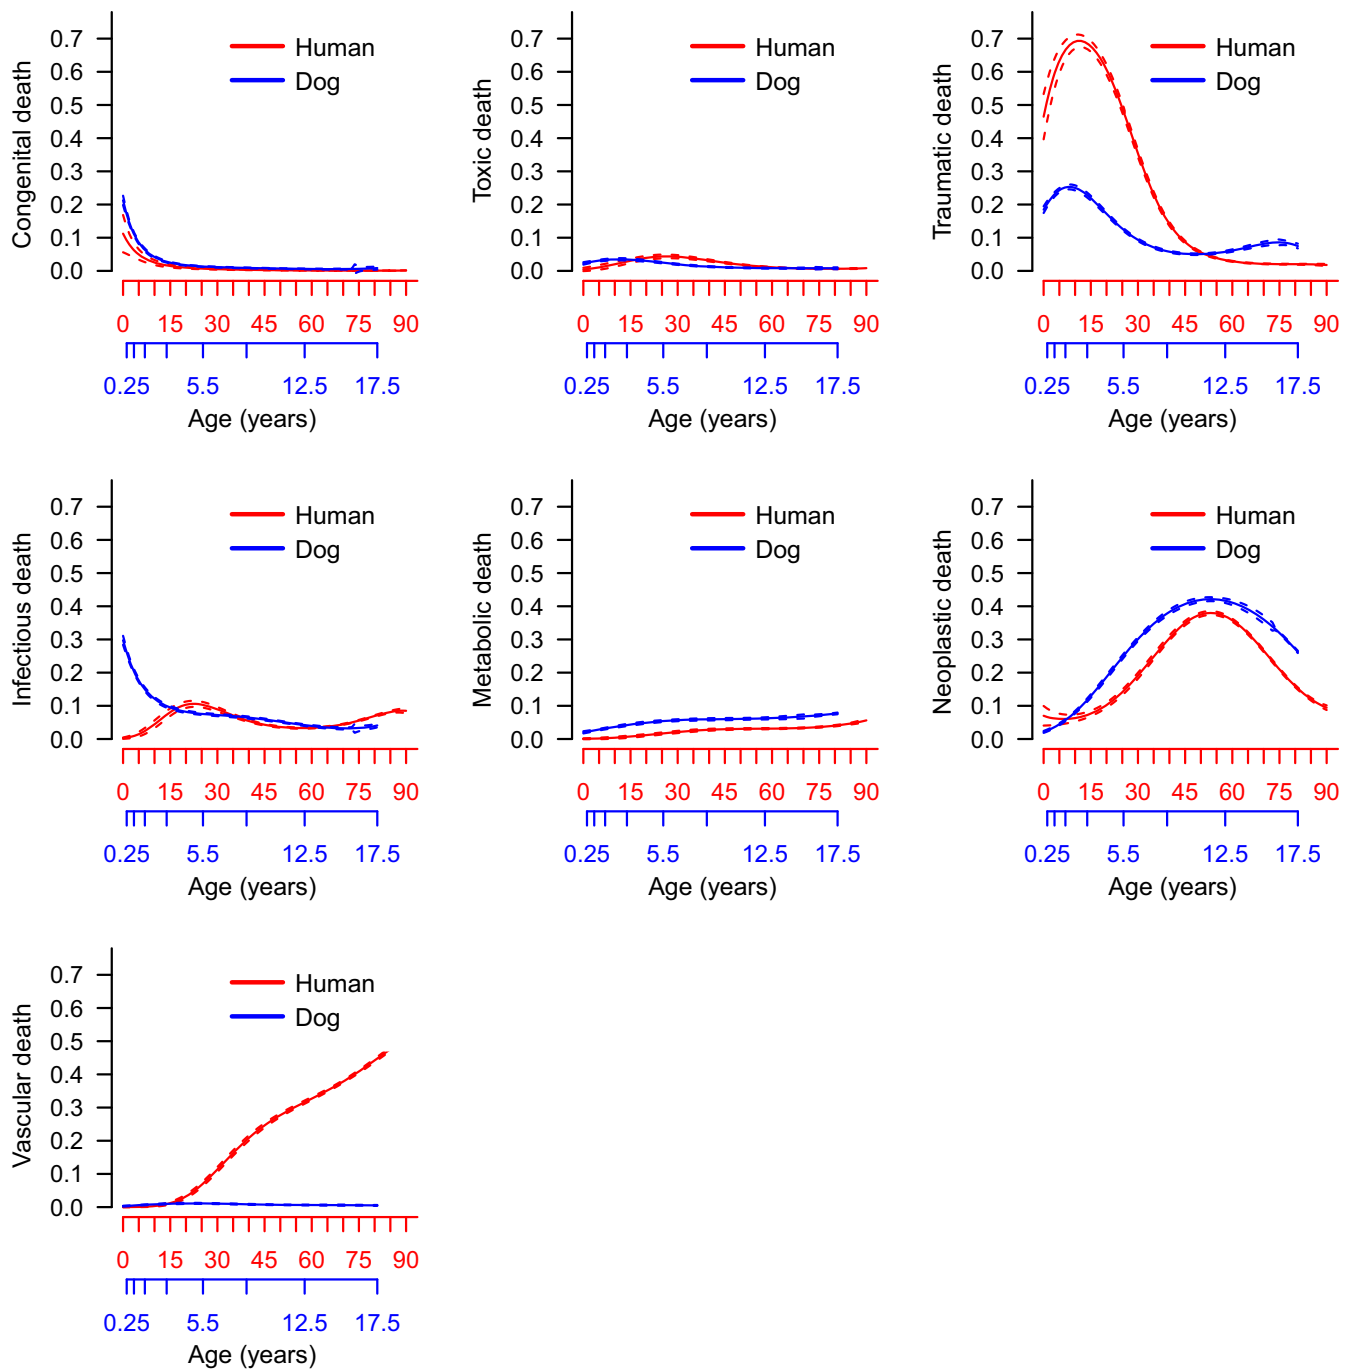 Congenital death
0.7
0.6
0.5
0.4
0.3
0.2
0.1
0.0
Human
Dog
0 15 30 45 60 75 90
0.25 5.5 12.5 17.5
Age (years)
Toxic death
0.7
0.6
0.5
0.4
0.3
0.2
0.1
0.0
Human
Dog
0 15 30 45 60 75 90
0.25 5.5 12.5 17.5
Age (years)
Traumatic death
0.7
0.6
0.5
0.4
0.3
0.2
0.1
0.0
Human
Dog
0 15 30 45 60 75 90
0.25 5.5 12.5 17.5
Age (years)
Infectious death
0.7
0.6
0.5
0.4
0.3
0.2
0.1
0.0
Human
Dog
0 15 30 45 60 75 90
0.25 5.5 12.5 17.5
Age (years)
Metabolic death
0.7
0.6
0.5
0.4
0.3
0.2
0.1
0.0
Human
Dog
0 15 30 45 60 75 90
0.25 5.5 12.5 17.5
Age (years)
Neoplastic death
0.7
0.6
0.5
0.4
0.3
0.2
0.1
0.0
Human
Dog
0 15 30 45 60 75 90
0.25 5.5 12.5 17.5
Age (years)
Vascular death
0.7
0.6
0.5
0.4
0.3
0.2
0.1
0.0
Human
Dog
0 15 30 45 60 75 90
0.25 5.5 12.5 17.5
Age (years)